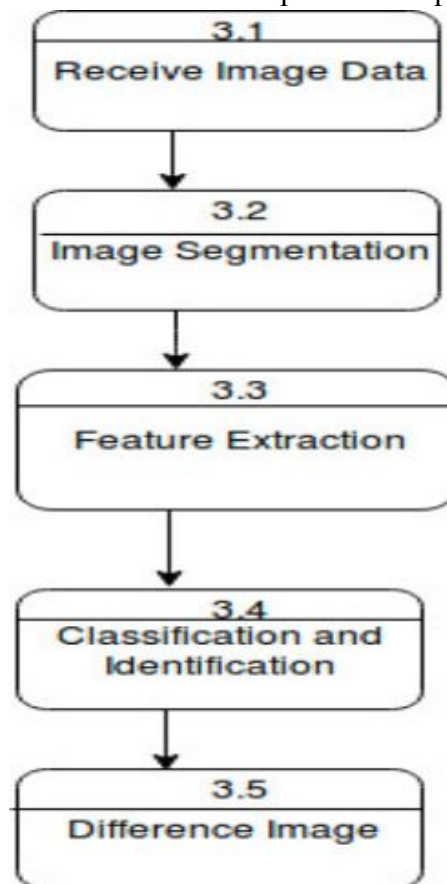 3.1
Receive Image Data
3.2
Image Segmentation
3.3
Feature Extraction
3.4
Classification and
Identification
3.5
Difference Image